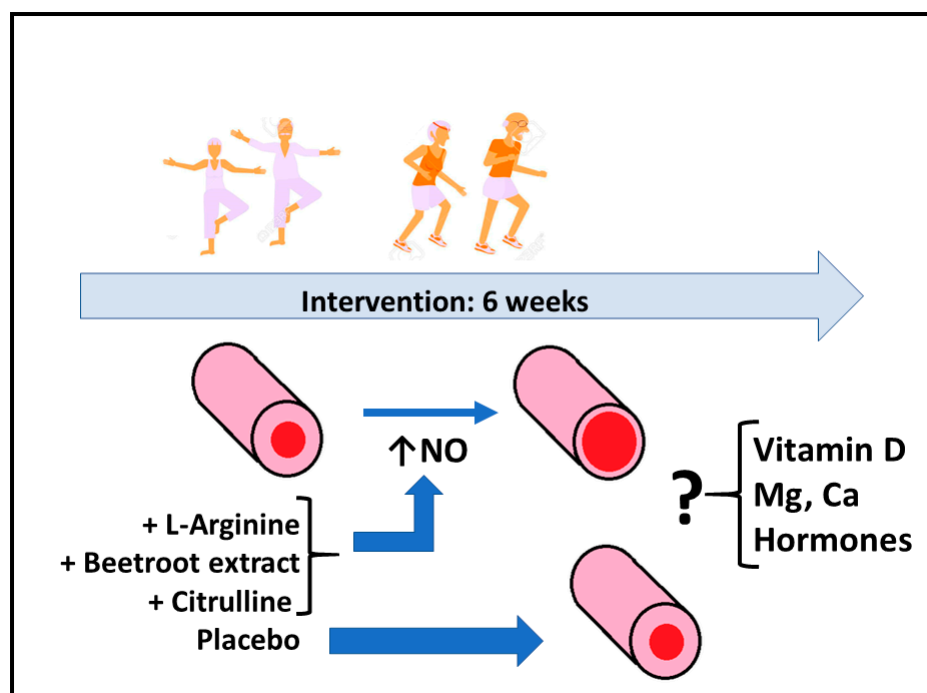 Intervention: 6 weeks
↑NO
+ L-Arginine
+ Beetroot extract
+ Citrulline
Placebo
?
Vitamin D
Mg, Ca
Hormones